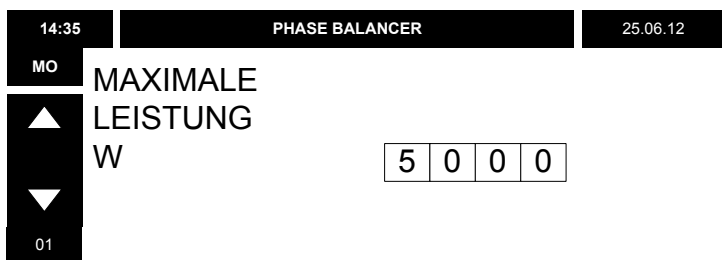 14:35 PHASE BALANCER 25.06.12
MO
MAXIMALE
LEISTUNG
W 5000
01